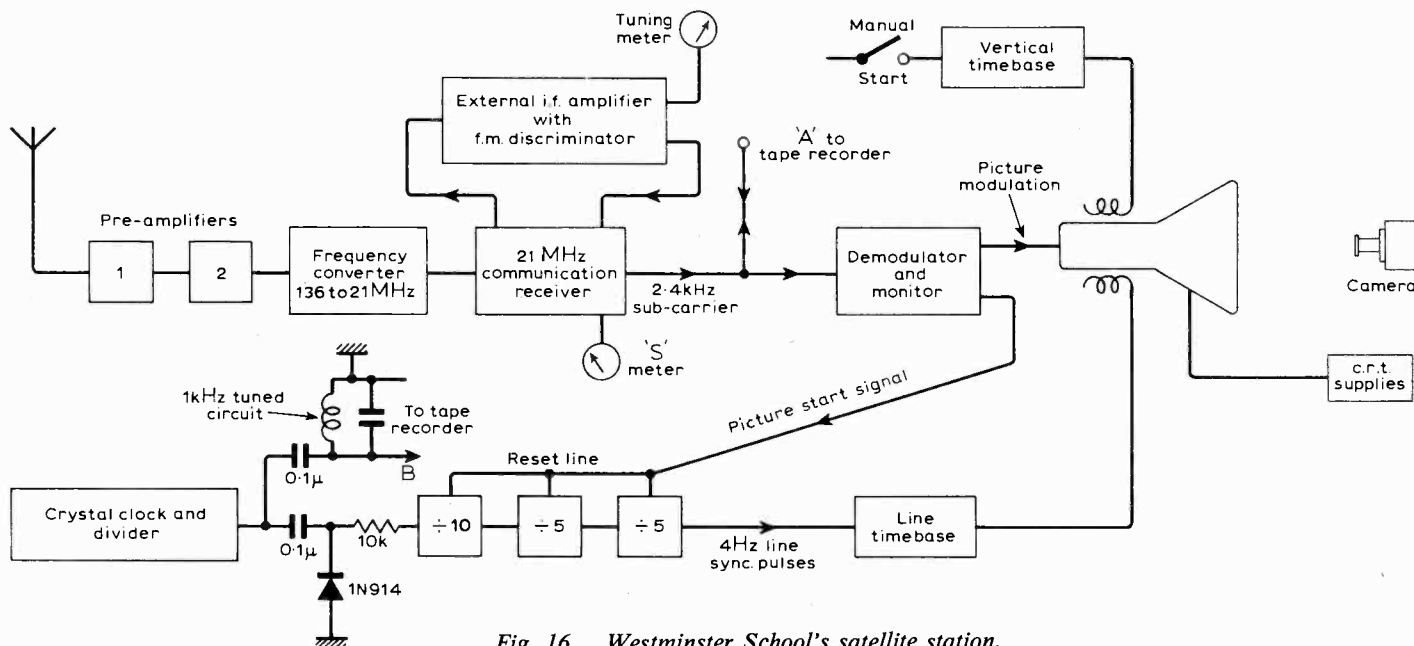 Tuning
meter
Manual
Start
Vertical
timebase
External i.f. amplifier
with
f.m. discriminator
'A' to
tape recorder
Picture
modulation
Pre-amplifiers
1
2
Frequency
converter
136 to 21MHz
21 MHz
communication
receiver
2·4kHz
sub-carrier
Demodulator
and
monitor
Camera
'S'
meter
c.r.t.
supplies
1kHz tuned
circuit
To tape
recorder
B
0·1μ
Picture start signal
Reset line
Crystal clock and
divider
0·1μ
10k
÷10
÷5
÷5
4Hz line
sync. pulses
Line
timebase
1N914
Fig. 16. Westminster School's satellite station.